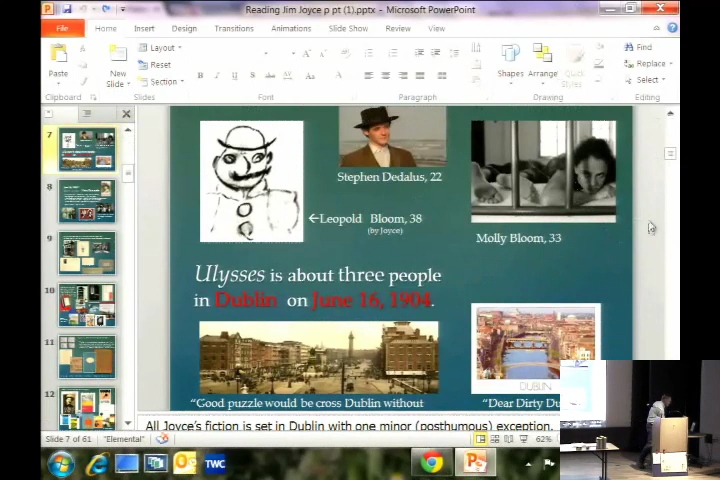 Reading Jim Joyce p pt (1).pptx - Microsoft PowerPoint
File Home Insert Design Transitions Animations Slide Show Review View
Paste
New
Slide
Layout
Reset
Section
Shapes Arrange Quick
Styles
Find
Replace
Select
Clipboard Slides Font Paragraph Drawing Editing
7
8
9
10
11
12
Stephen Dedalus, 22
←Leopold Bloom, 38
(by Joyce)
Molly Bloom, 33
Ulysses is about three people
in Dublin on June 16, 1904.
DUBLIN
“Good puzzle would be cross Dublin without
“Dear Dirty Du
All Joyce's fiction is set in Dublin with one minor (posthumous) exception.
Slide 7 of 61 "Elemental" 62%
TWC